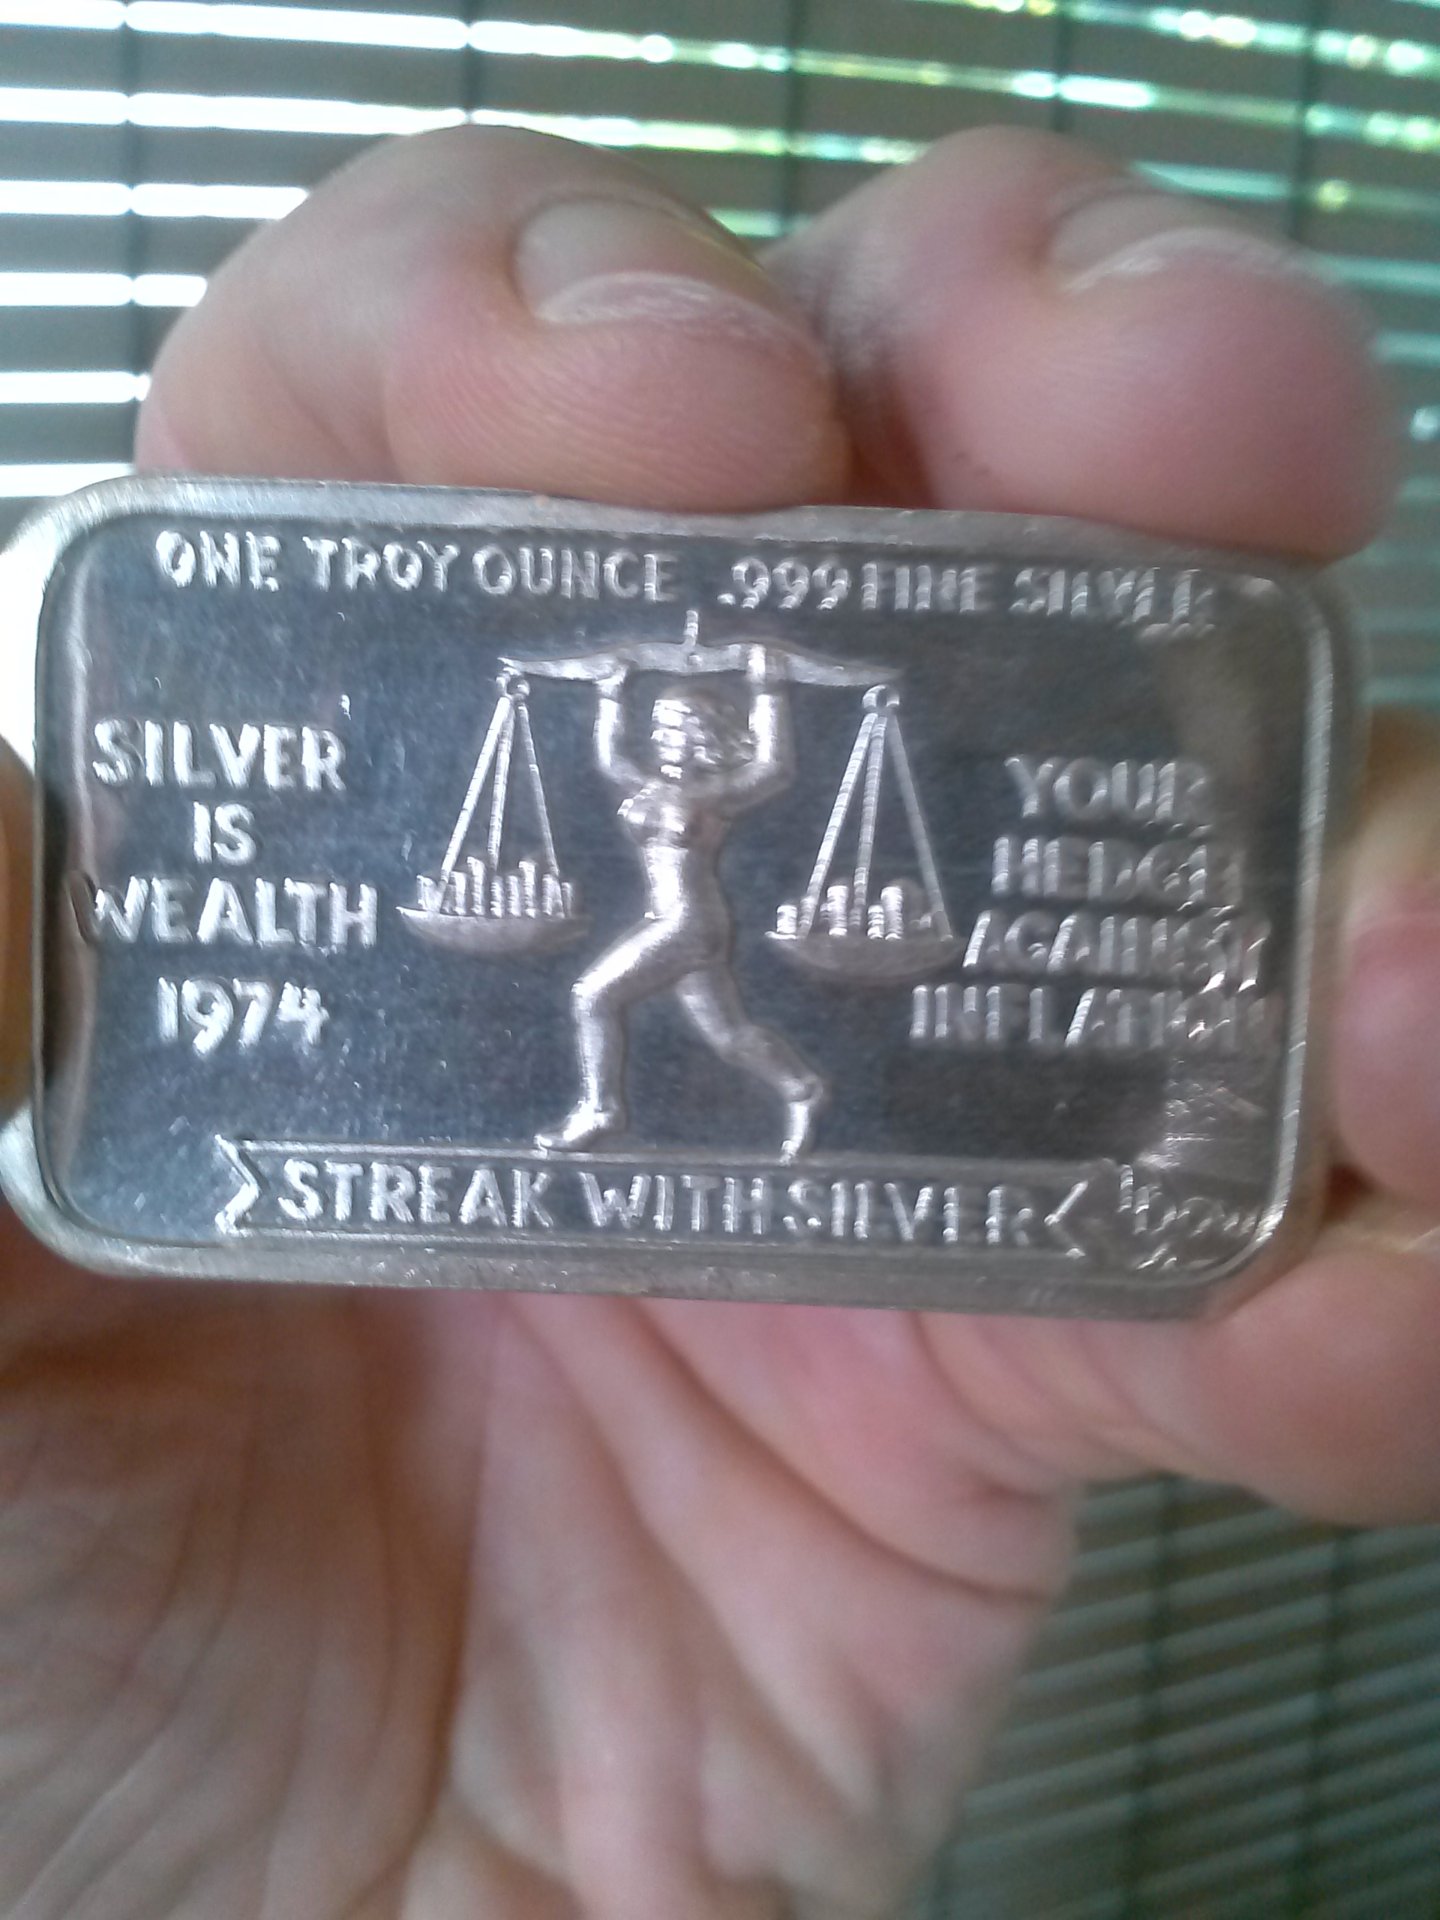 ONE TROY OUNCE .999 FINE SILVER
SILVER
IS
WEALTH
1974
YOUR
HEDGE
AGAINST
INFLATION
STREAK WITH SILVER